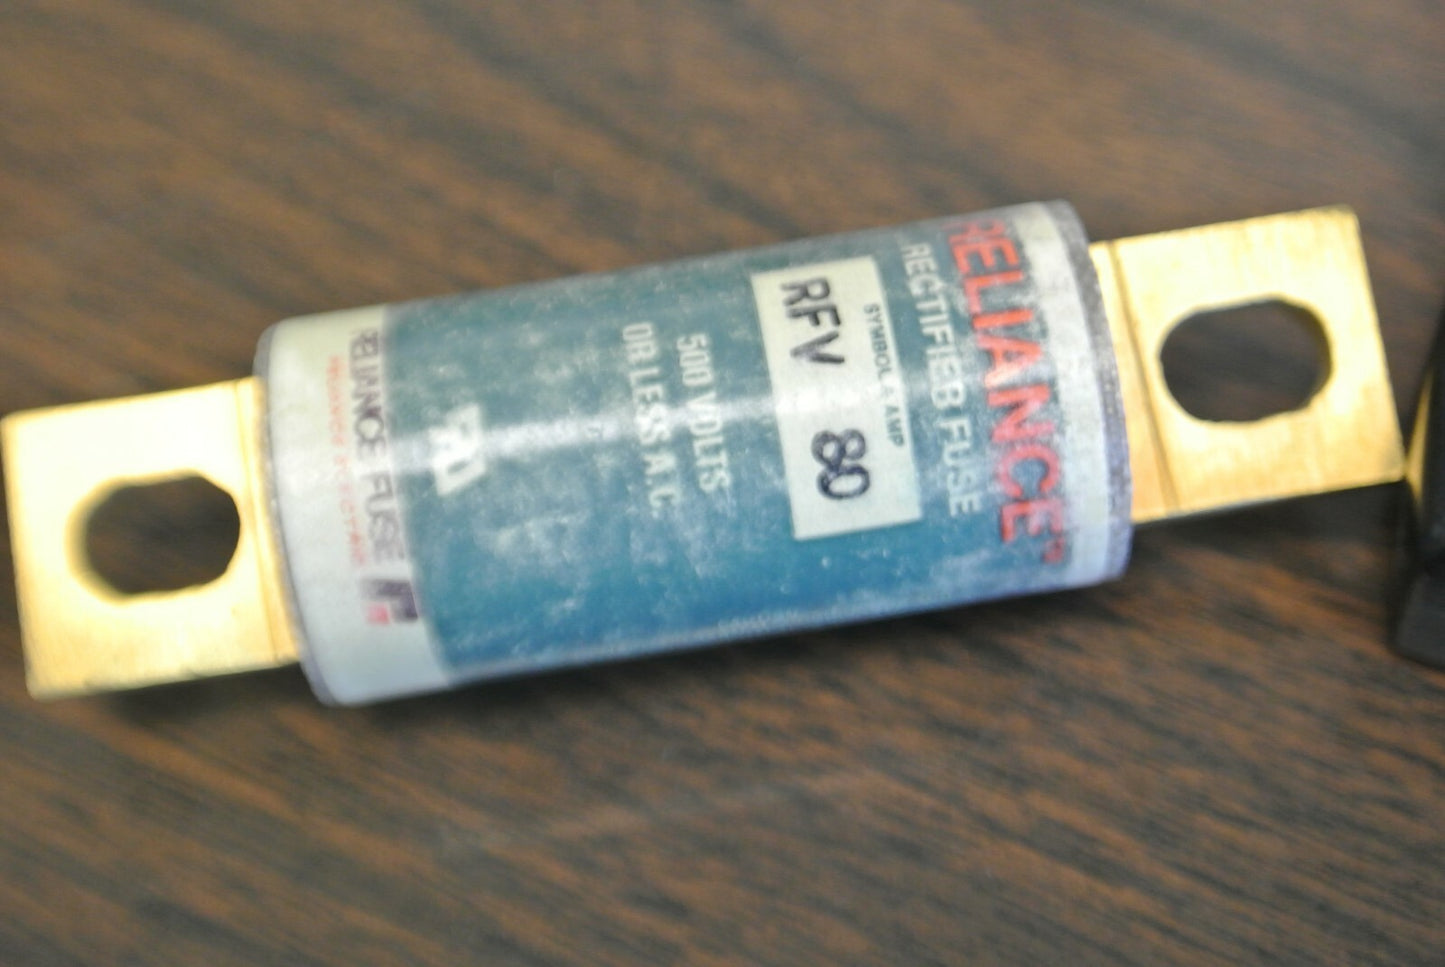 RELIANCE
RECTIFIER FUSE
SYMBOL & AMP
RFV 80
500 VOLTS
OR LESS A.C.
RELIANCE FUSE